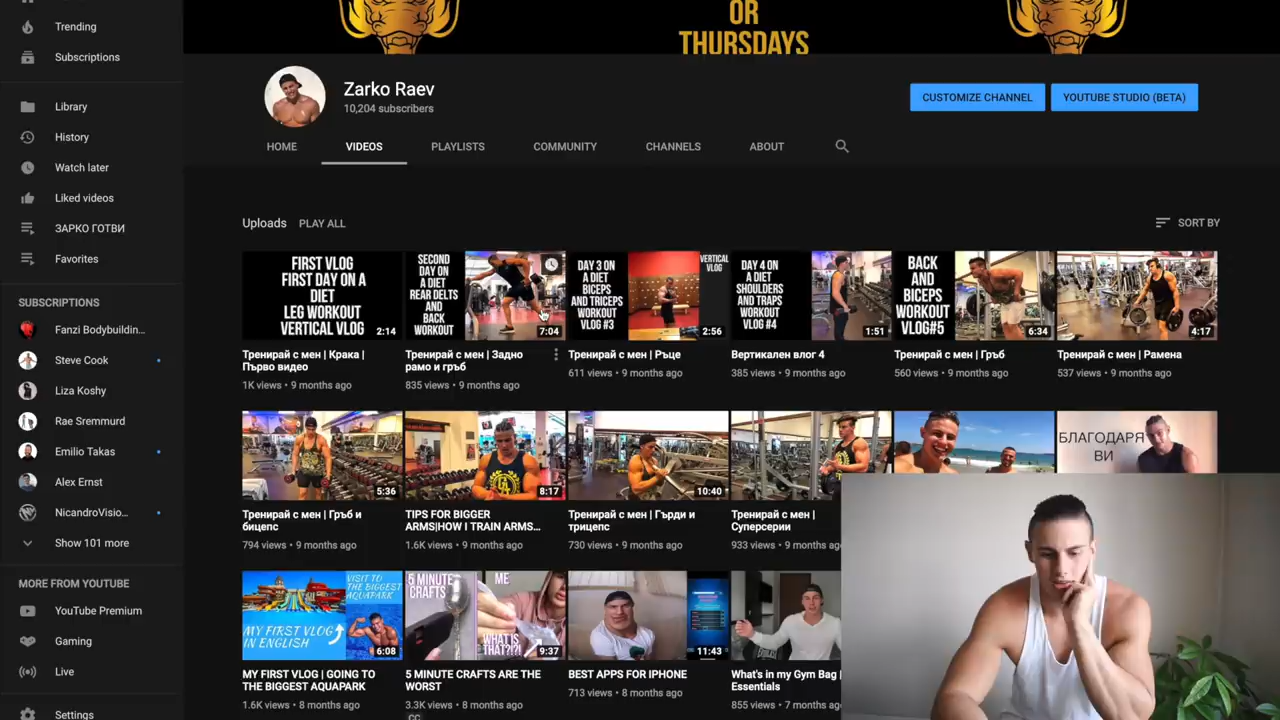 OR
THURSDAYS
Trending
Subscriptions
Library
History
Watch later
Liked videos
ЗАРКО ГОТВИ
Favorites
SUBSCRIPTIONS
Fanzi Bodybuildin...
Steve Cook
Liza Koshy
Rae Sremmurd
Emilio Takas
Alex Ernst
NicandroVisio...
Show 101 more
MORE FROM YOUTUBE
YouTube Premium
Gaming
Live
Settings
Zarko Raev
10,204 subscribers
CUSTOMIZE CHANNEL
YOUTUBE STUDIO (BETA)
HOME
VIDEOS
PLAYLISTS
COMMUNITY
CHANNELS
ABOUT
Uploads
PLAY ALL
SORT BY
FIRST VLOG
FIRST DAY ON A
DIET
LEG WORKOUT
VERTICAL VLOG
2:14
Тренирай с мен | Крака |
Първо видео
1K views • 9 months ago
SECOND
DAY ON
A DIET
REAR DELTS
AND
BACK
WORKOUT
7:04
Тренирай с мен | Задно
рамо и гръб
835 views • 9 months ago
DAY 3 ON
A DIET
BICEPS
AND TRICEPS
WORKOUT
VLOG #3
VERTICAL
VLOG
2:56
Тренирай с мен | Ръце
611 views • 9 months ago
DAY 4 ON
A DIET
SHOULDERS
AND TRAPS
WORKOUT
VLOG #4
1:51
Вертикален влог 4
385 views • 9 months ago
BACK
AND
BICEPS
WORKOUT
VLOG#5
6:34
Тренирай с мен | Гръб
560 views • 9 months ago
4:17
Тренирай с мен | Рамена
537 views • 9 months ago
5:36
Тренирай с мен | Гръб и
бицепс
794 views • 9 months ago
8:17
TIPS FOR BIGGER
ARMS|HOW I TRAIN ARMS...
1.6K views • 9 months ago
10:40
Тренирай с мен | Гърди и
трицепс
730 views • 9 months ago
Тренирай с мен |
Суперсерии
933 views • 9 months ago
БЛАГОДАРЯ
ВИ
VISIT TO
THE BIGGEST
AQUAPARK
MY FIRST VLOG
IN ENGLISH
6:08
MY FIRST VLOG | GOING TO
THE BIGGEST AQUAPARK
1.6K views • 8 months ago
5 MINUTE
CRAFTS
ME
WHAT IS
THAT?!?!
9:37
5 MINUTE CRAFTS ARE THE
WORST
3.3K views • 8 months ago
CC
11:43
BEST APPS FOR IPHONE
713 views • 8 months ago
What's in my Gym Bag |
Essentials
855 views • 7 months ago